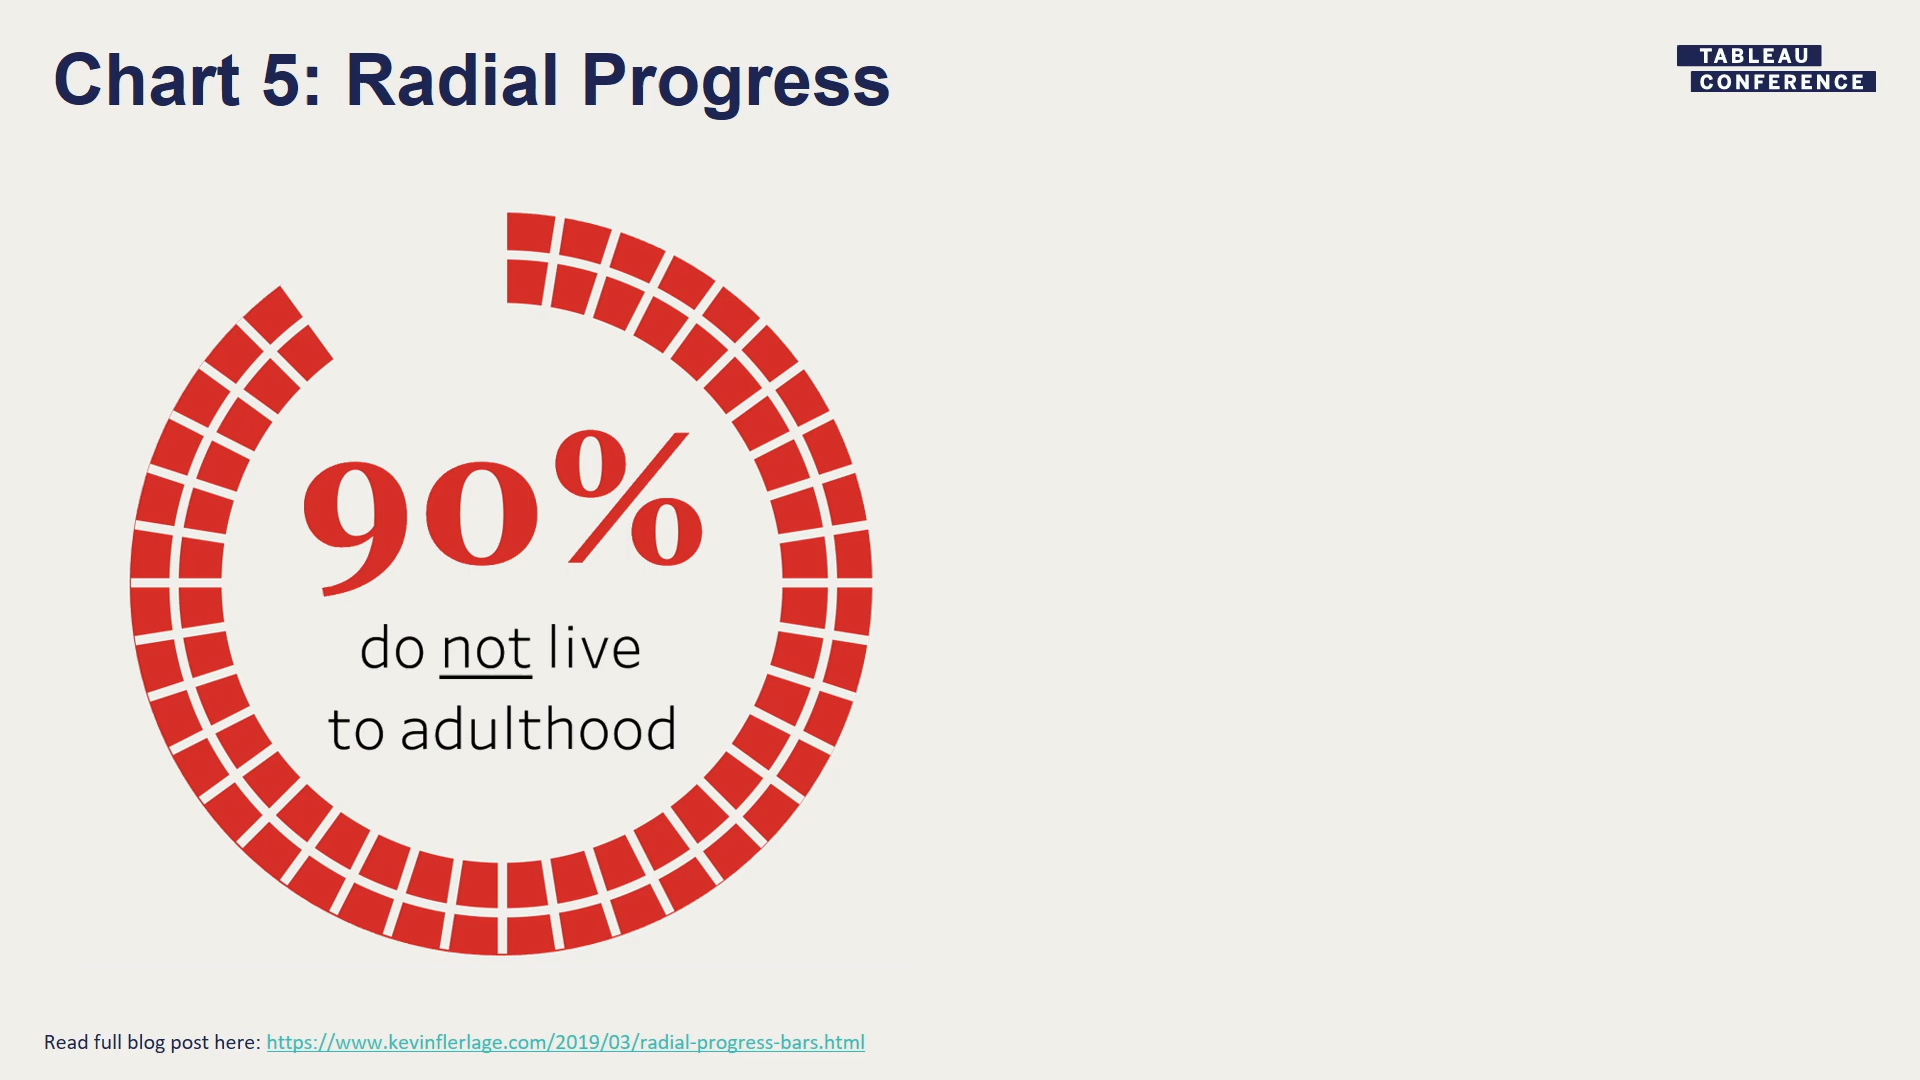 Chart 5: Radial Progress
TABLEAU
CONFERENCE
90%
do not live
to adulthood
Read full blog post here: https://www.kevinflerlage.com/2019/03/radial-progress-bars.html